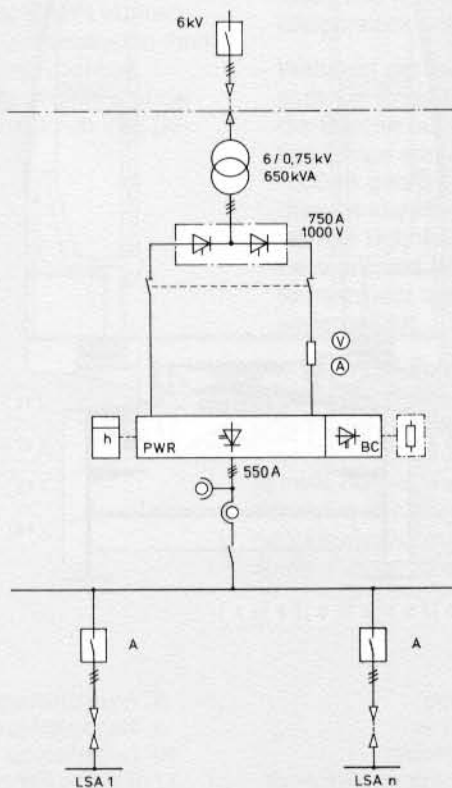 6kV
6 / 0,75 kV
650 kVA
750 A
1000 V
V
A
h
PWR
BC
550 A
A
A
LSA 1
LSA n